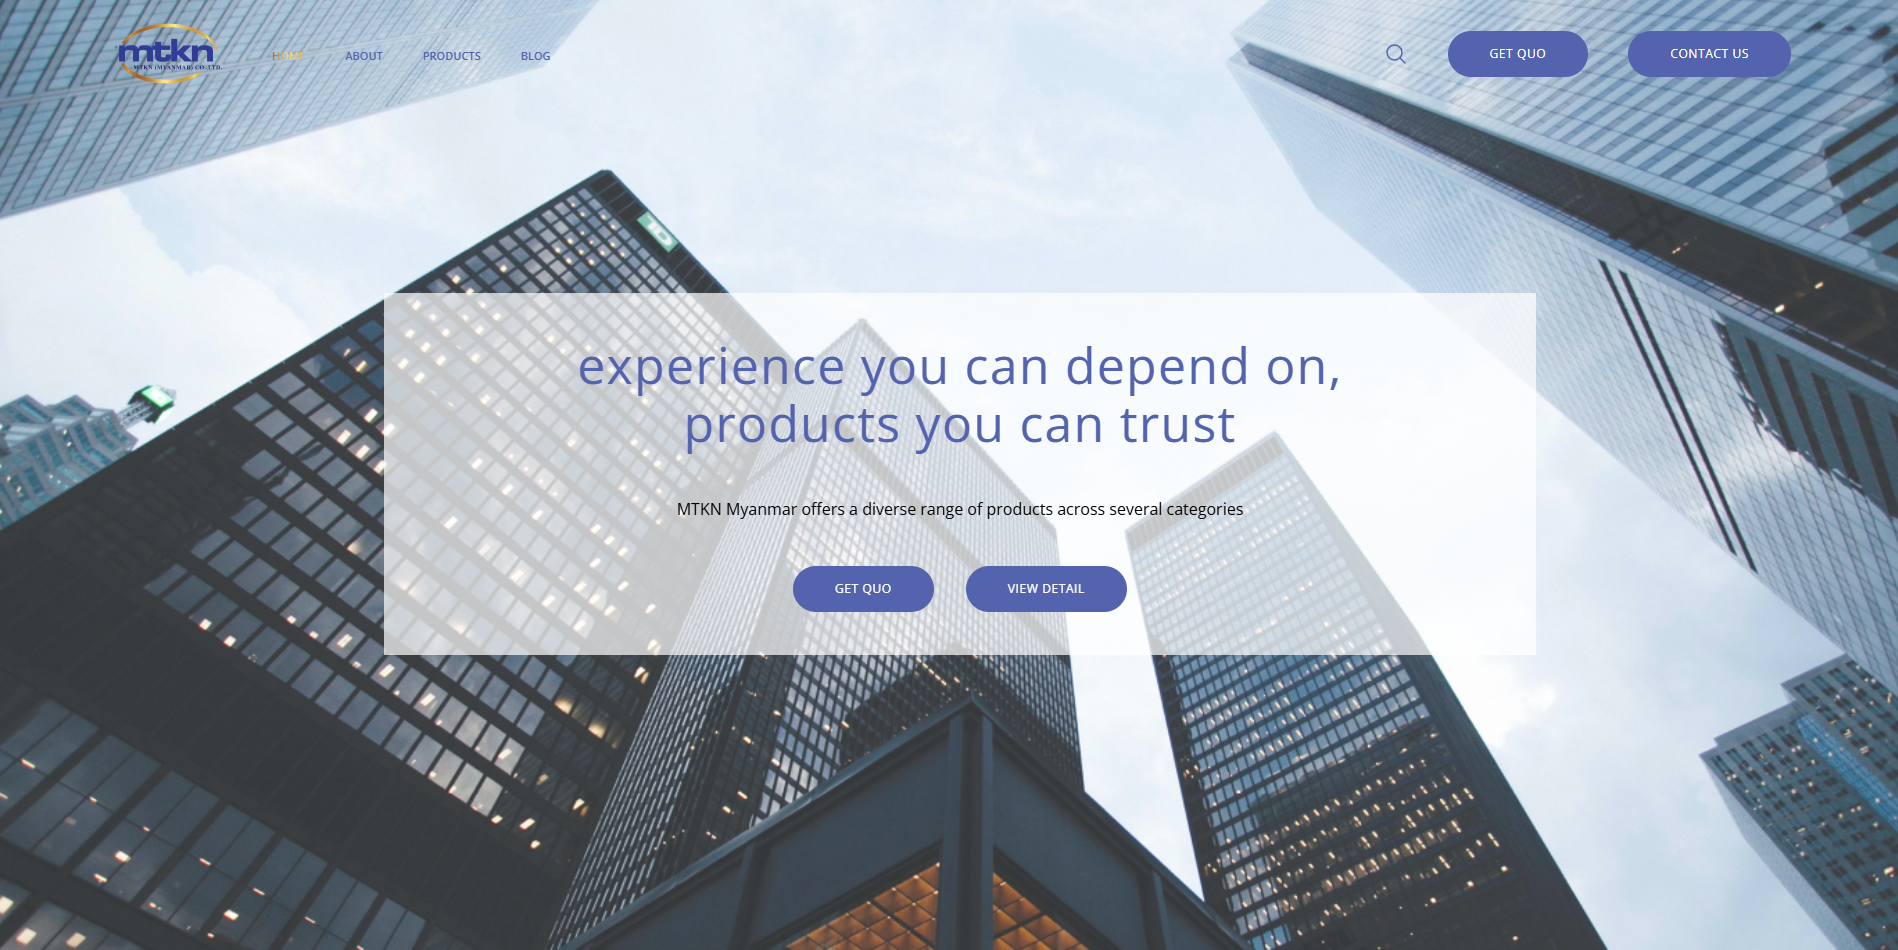 mtkn
MTKN (MYANMAR) CO.,LTD.
HOME
ABOUT
PRODUCTS
BLOG
GET QUO
CONTACT US
TD
experience you can depend on,
products you can trust
MTKN Myanmar offers a diverse range of products across several categories
GET QUO
VIEW DETAIL